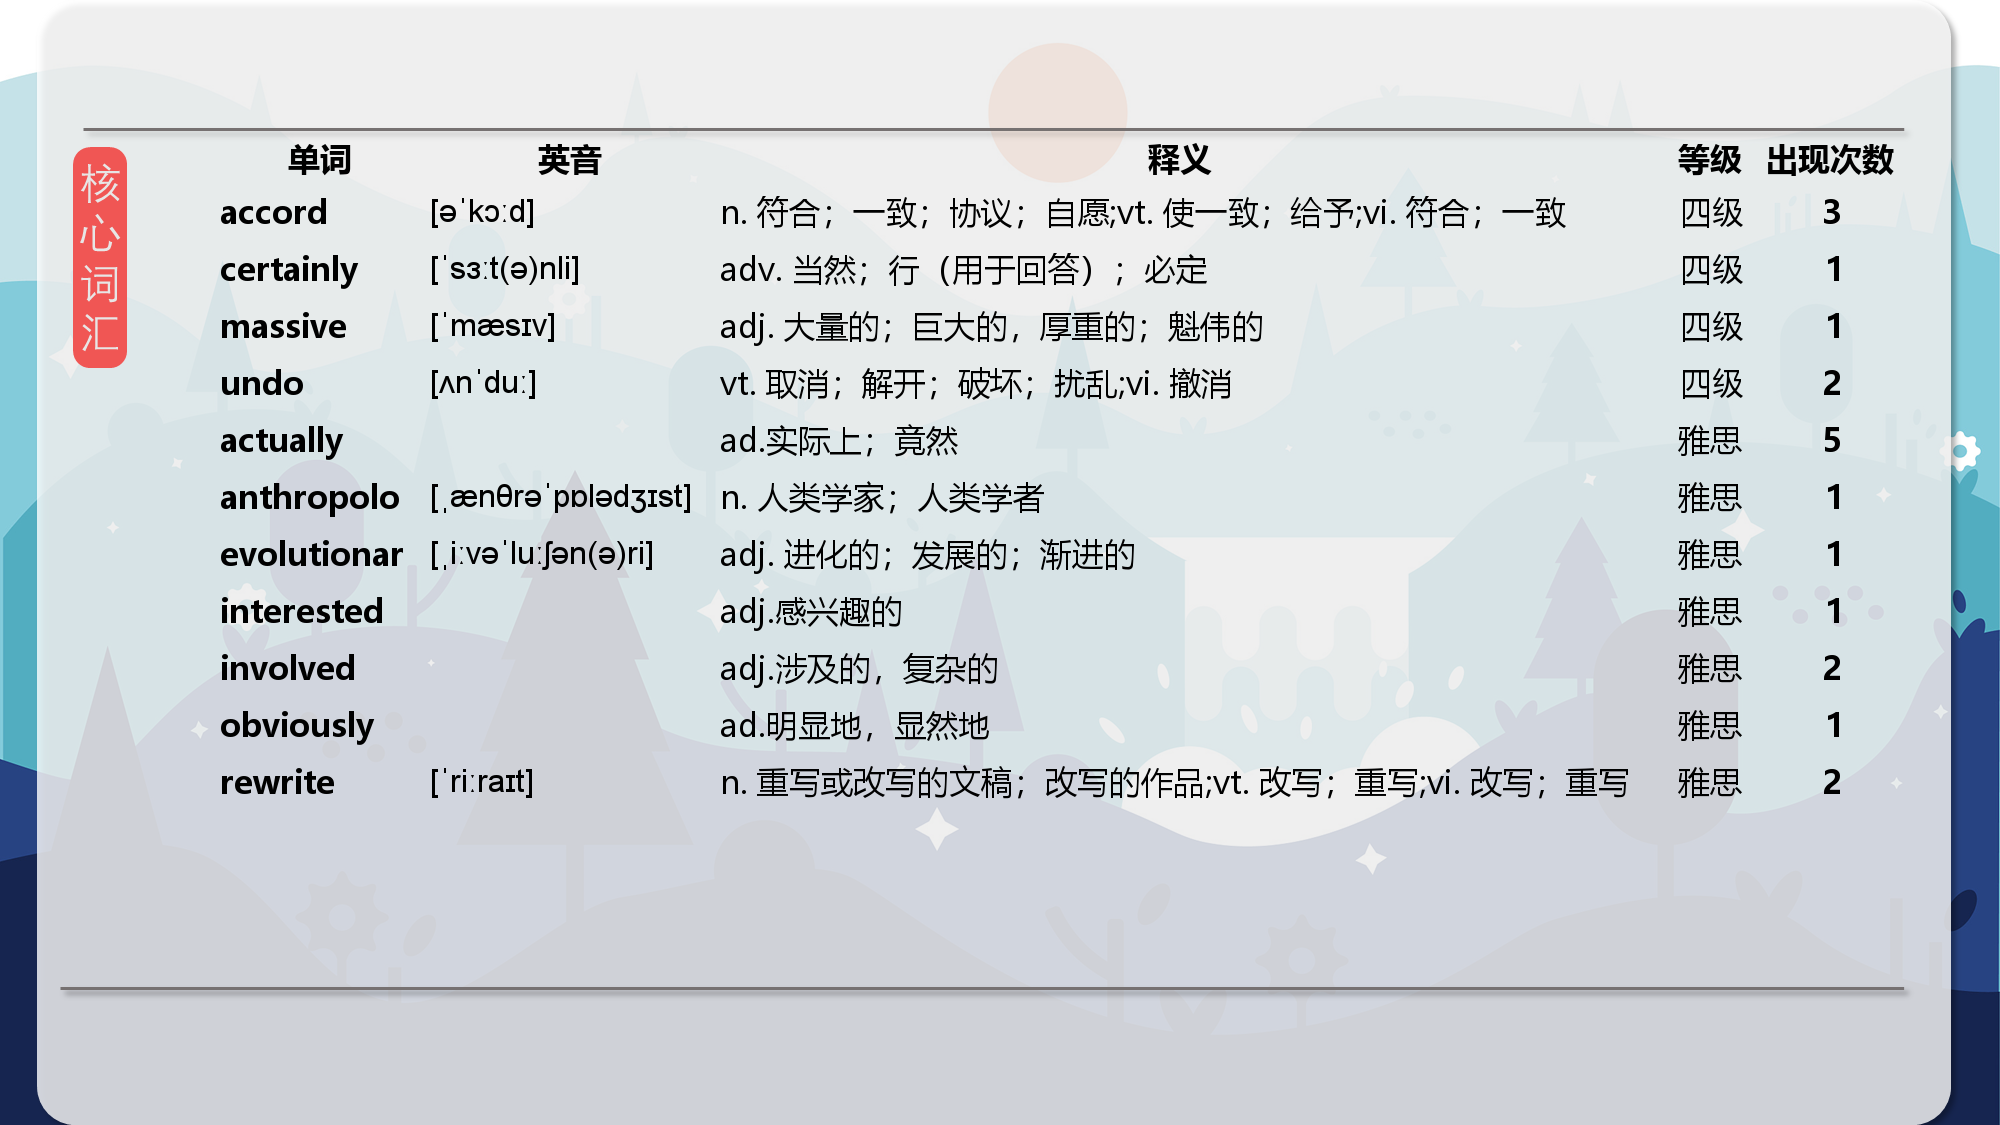 核心词汇
单词 英音 释义 等级 出现次数
accord [əˈkɔːd] n. 符合；一致；协议；自愿;vt. 使一致；给予;vi. 符合；一致 四级 3
certainly [ˈsɜːt(ə)nli] adv. 当然；行（用于回答）；必定 四级 1
massive [ˈmæsɪv] adj. 大量的；巨大的，厚重的；魁伟的 四级 1
undo [ʌnˈduː] vt. 取消；解开；破坏；扰乱;vi. 撤消 四级 2
actually ad.实际上；竟然 雅思 5
anthropolo [ˌænθrəˈpɒlədʒɪst] n. 人类学家；人类学者 雅思 1
evolutionar [ˌiːvəˈluːʃən(ə)ri] adj. 进化的；发展的；渐进的 雅思 1
interested adj.感兴趣的 雅思 1
involved adj.涉及的，复杂的 雅思 2
obviously ad.明显地，显然地 雅思 1
rewrite [ˈriːraɪt] n. 重写或改写的文稿；改写的作品;vt. 改写；重写;vi. 改写；重写 雅思 2